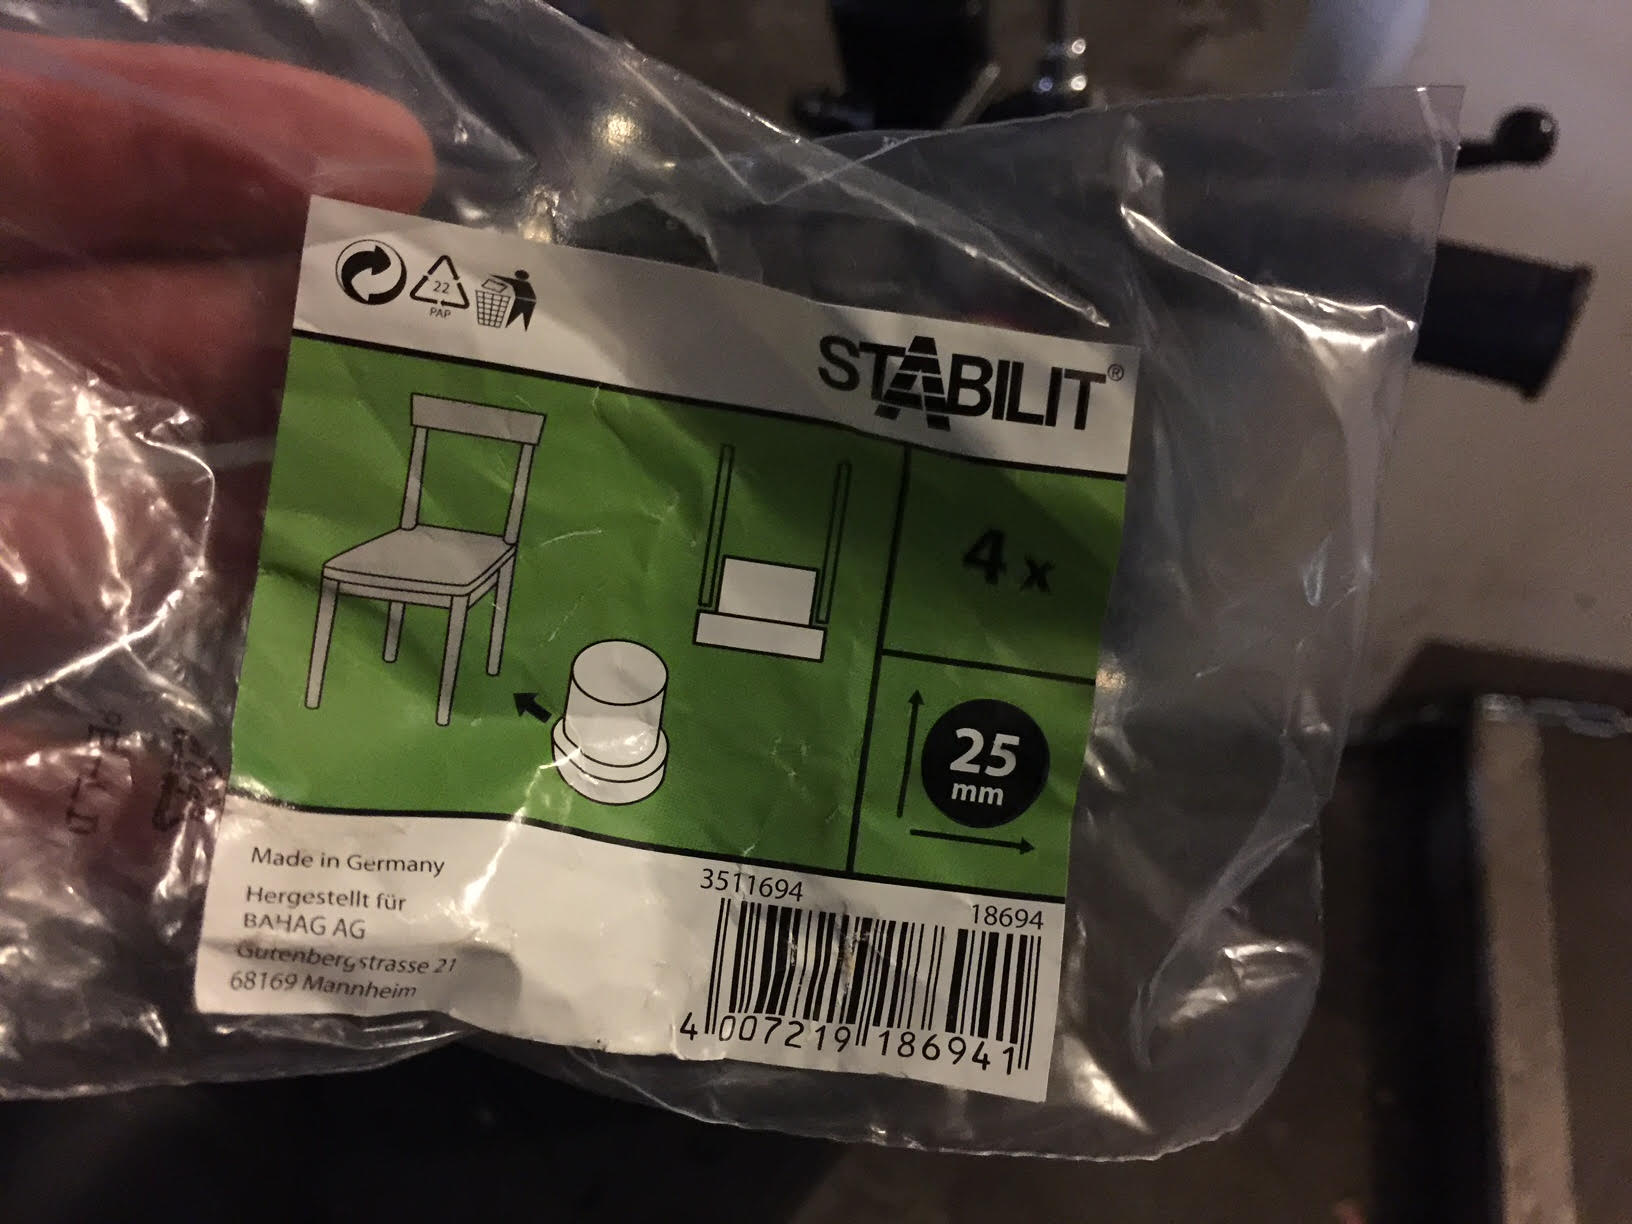 22
PAP
STABILIT®
4 x
25
mm
Made in Germany
Hergestellt für
BAHAG AG
Gutenbergstrasse 21
68169 Mannheim
3511694
18694
4 007219 186941